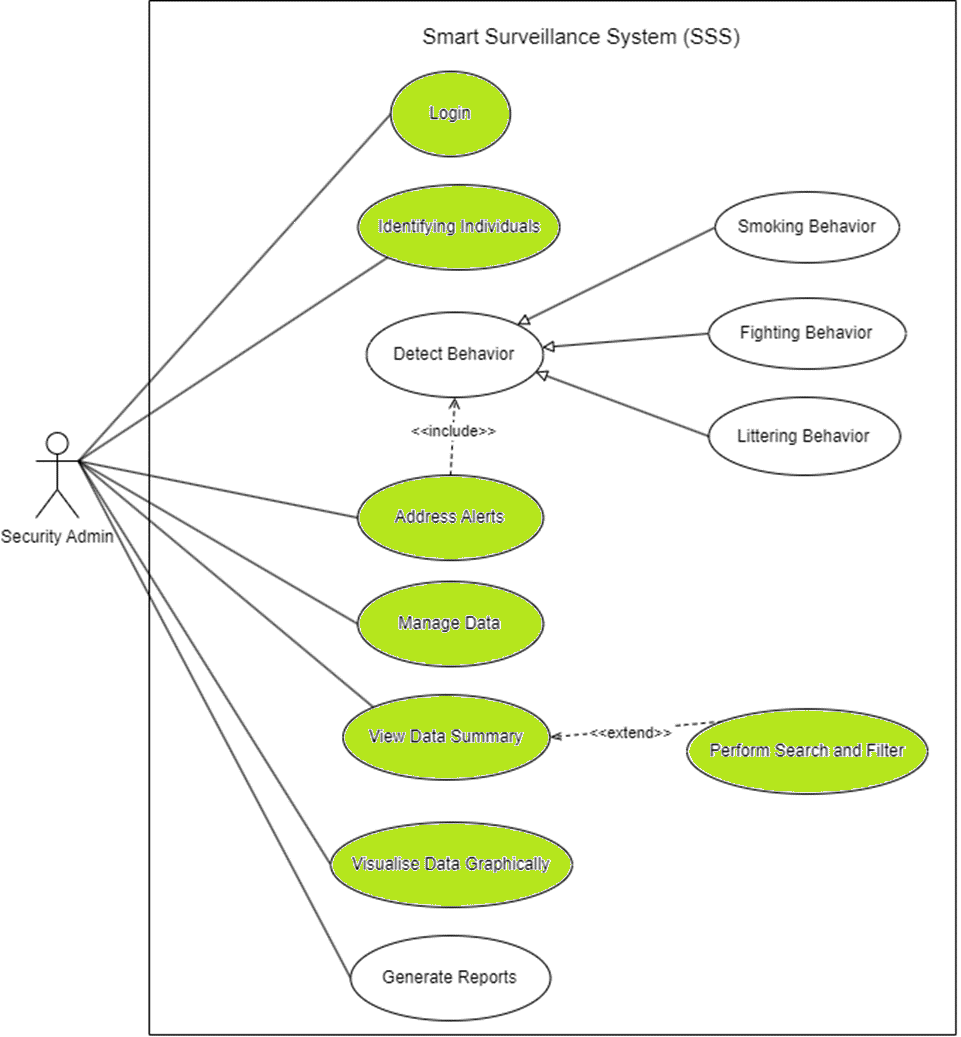 Smart Surveillance System (SSS)
Login
Identifying Individuals
Smoking Behavior
Detect Behavior
Fighting Behavior
<<include>>
Littering Behavior
Security Admin
Address Alerts
Manage Data
View Data Summary
<<extend>>
Perform Search and Filter
Visualise Data Graphically
Generate Reports